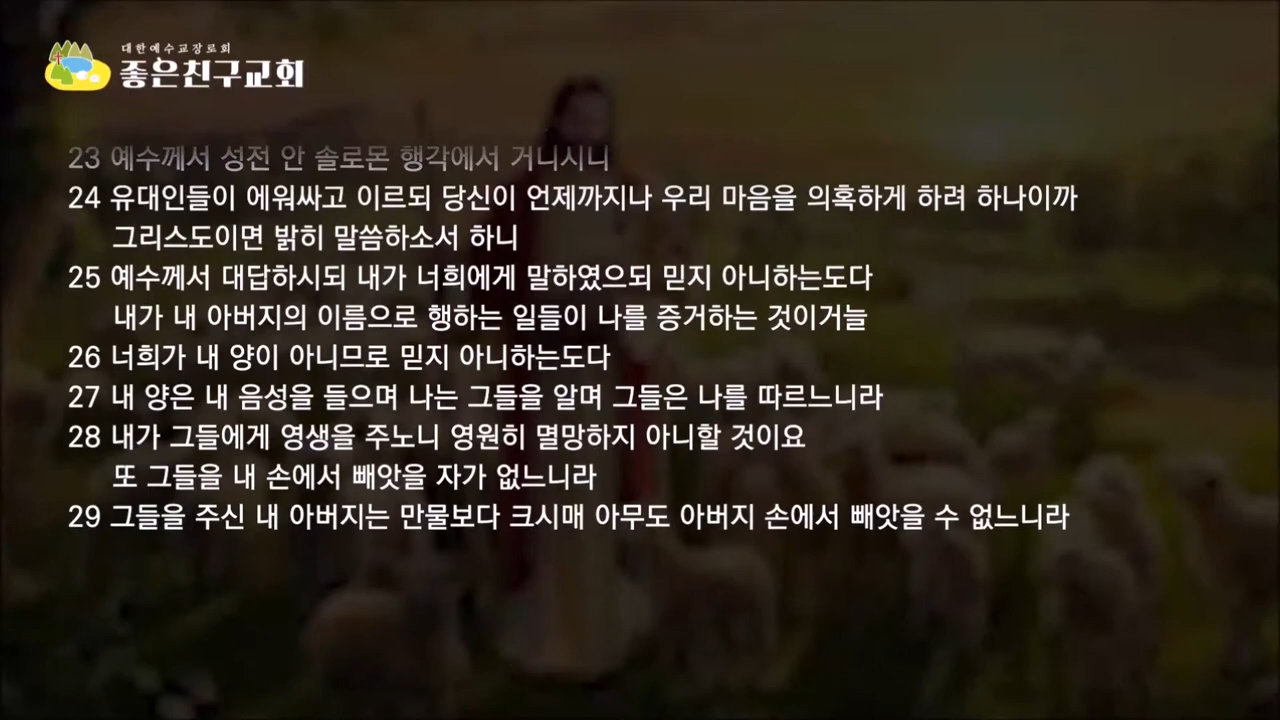 대한예수교장로회
좋은친구교회
23 예수께서 성전 안 솔로몬 행각에서 거니시니
24 유대인들이 에워싸고 이르되 당신이 언제까지나 우리 마음을 의혹하게 하려 하나이까
그리스도이면 밝히 말씀하소서 하니
25 예수께서 대답하시되 내가 너희에게 말하였으되 믿지 아니하는도다
내가 내 아버지의 이름으로 행하는 일들이 나를 증거하는 것이거늘
26 너희가 내 양이 아니므로 믿지 아니하는도다
27 내 양은 내 음성을 들으며 나는 그들을 알며 그들은 나를 따르느니라
28 내가 그들에게 영생을 주노니 영원히 멸망하지 아니할 것이요
또 그들을 내 손에서 빼앗을 자가 없느니라
29 그들을 주신 내 아버지는 만물보다 크시매 아무도 아버지 손에서 빼앗을 수 없느니라